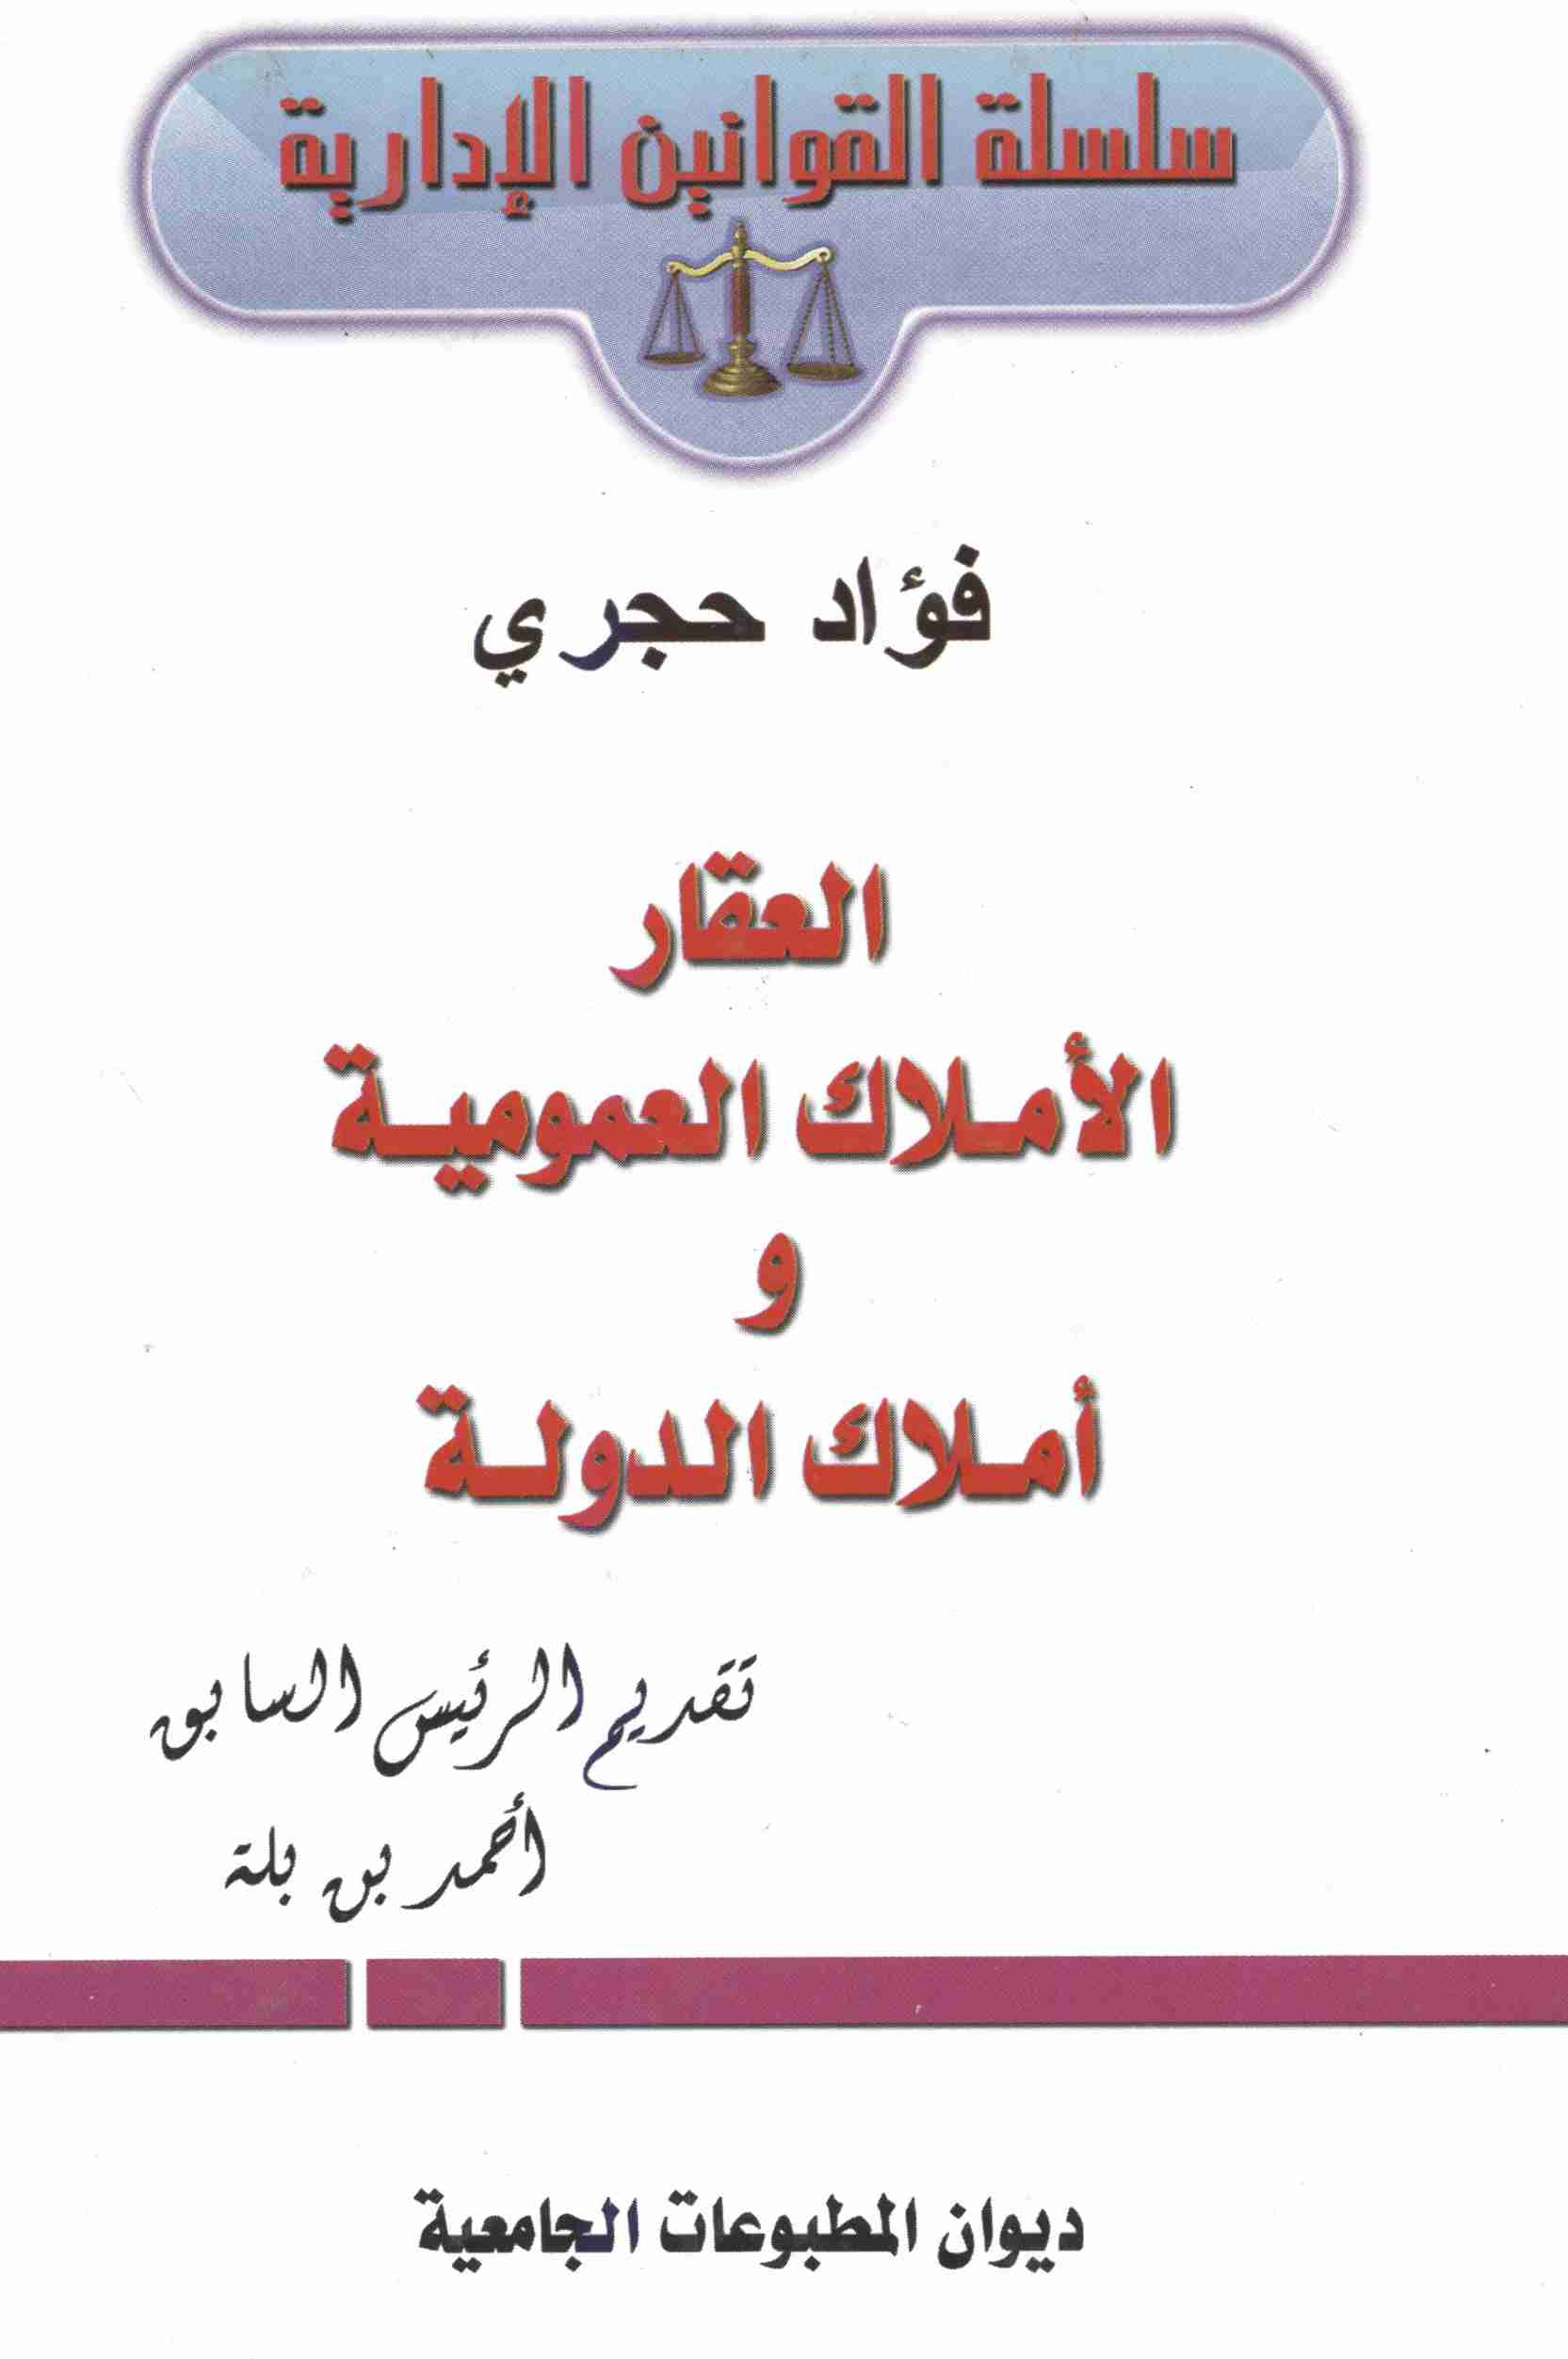 سلسلة القوانين الإدارية
فؤاد حجري
العقار
الأملاك العمومية
و
أملاك الدولة
تقديم الرئيس السابق
أحمد بن بلة
ديوان المطبوعات الجامعية